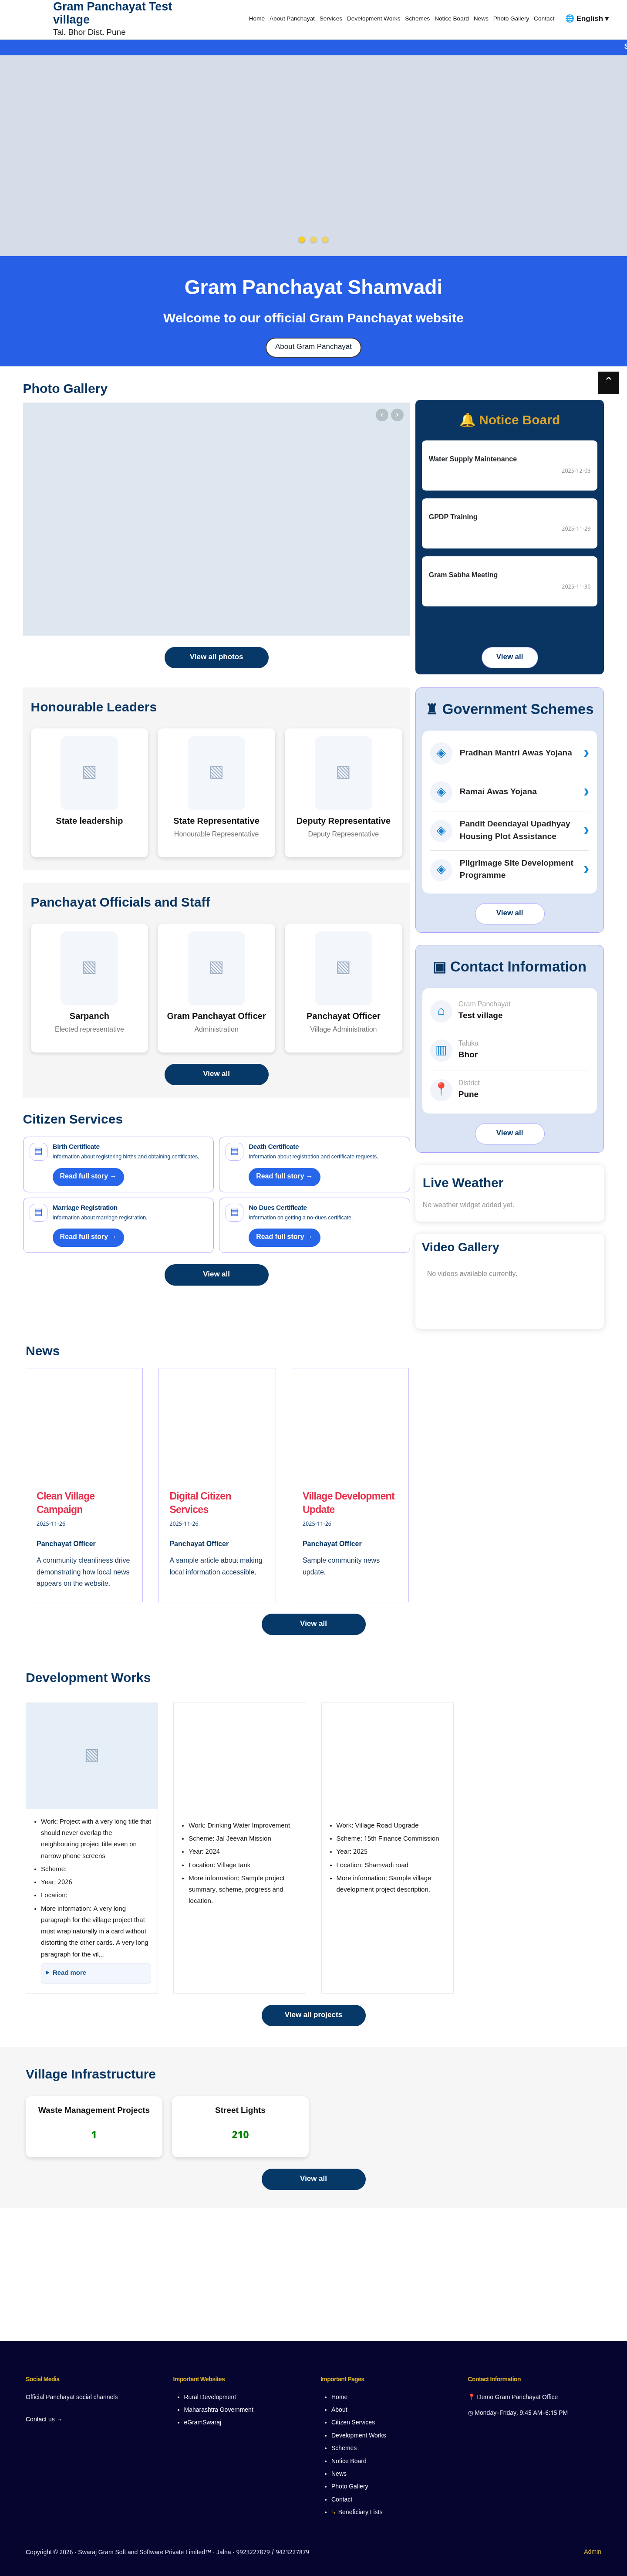 Gram Panchayat Test
village
Tal. Bhor Dist. Pune
Home About Panchayat Services Development Works Schemes Notice Board News Photo Gallery Contact
🌐 English ▾
Gram Panchayat Shamvadi
Welcome to our official Gram Panchayat website
About Gram Panchayat
Photo Gallery
View all photos
🔔 Notice Board
Water Supply Maintenance
2025-12-03
GPDP Training
2025-11-29
Gram Sabha Meeting
2025-11-30
View all
Honourable Leaders
State leadership
State Representative
Honourable Representative
Deputy Representative
Deputy Representative
Government Schemes
Pradhan Mantri Awas Yojana
Ramai Awas Yojana
Pandit Deendayal Upadhyay
Housing Plot Assistance
Pilgrimage Site Development
Programme
View all
Panchayat Officials and Staff
Sarpanch
Elected representative
Gram Panchayat Officer
Administration
Panchayat Officer
Village Administration
View all
Contact Information
Gram Panchayat
Test village
Taluka
Bhor
District
Pune
View all
Citizen Services
Birth Certificate
Information about registering births and obtaining certificates.
Read full story →
Death Certificate
Information about registration and certificate requests.
Read full story →
Marriage Registration
Information about marriage registration.
Read full story →
No Dues Certificate
Information on getting a no-dues certificate.
Read full story →
View all
Live Weather
No weather widget added yet.
Video Gallery
No videos available currently.
News
Clean Village
Campaign
2025-11-26
Panchayat Officer
A community cleanliness drive
demonstrating how local news
appears on the website.
Digital Citizen
Services
2025-11-26
Panchayat Officer
A sample article about making
local information accessible.
Village Development
Update
2025-11-26
Panchayat Officer
Sample community news
update.
View all
Development Works
• Work: Project with a very long title that
should never overlap the
neighbouring project title even on
narrow phone screens
• Scheme:
• Year: 2026
• Location:
• More information: A very long
paragraph for the village project that
must wrap naturally in a card without
distorting the other cards. A very long
paragraph for the vil...
▶ Read more
• Work: Drinking Water Improvement
• Scheme: Jal Jeevan Mission
• Year: 2024
• Location: Village tank
• More information: Sample project
summary, scheme, progress and
location.
• Work: Village Road Upgrade
• Scheme: 15th Finance Commission
• Year: 2025
• Location: Shamvadi road
• More information: Sample village
development project description.
View all projects
Village Infrastructure
Waste Management Projects
1
Street Lights
210
View all
Social Media
Official Panchayat social channels
Contact us →
Important Websites
• Rural Development
• Maharashtra Government
• eGramSwaraj
Important Pages
• Home
• About
• Citizen Services
• Development Works
• Schemes
• Notice Board
• News
• Photo Gallery
• Contact
• ↳ Beneficiary Lists
Contact Information
📍 Demo Gram Panchayat Office
◷ Monday–Friday, 9:45 AM–6:15 PM
Copyright © 2026 · Swaraj Gram Soft and Software Private Limited™ · Jalna · 9923227879 / 9423227879
Admin